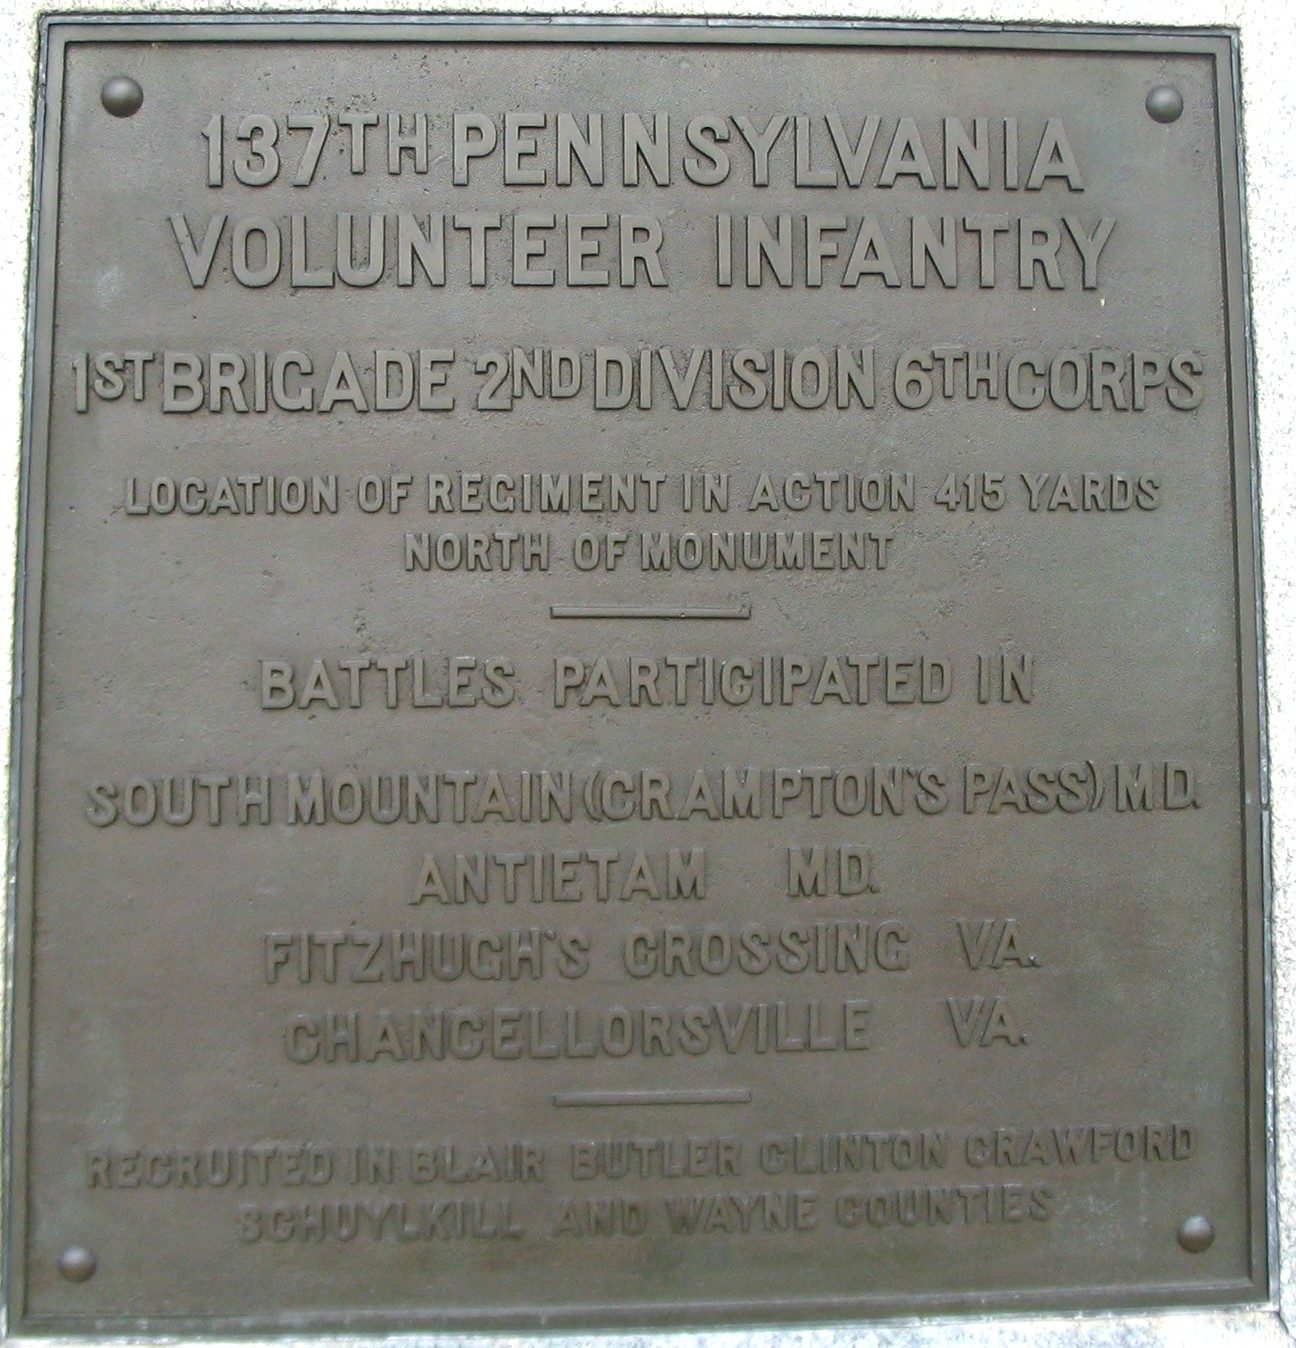 137TH PENNSYLVANIA
VOLUNTEER INFANTRY
1ST BRIGADE 2ND DIVISION 6TH CORPS
LOCATION OF REGIMENT IN ACTION 415 YARDS
NORTH OF MONUMENT
BATTLES PARTICIPATED IN
SOUTH MOUNTAIN (CRAMPTON'S PASS) MD.
ANTIETAM MD.
FITZHUGH'S CROSSING VA.
CHANCELLORSVILLE VA.
RECRUITED IN BLAIR BUTLER CLINTON CRAWFORD
SCHUYLKILL AND WAYNE COUNTIES